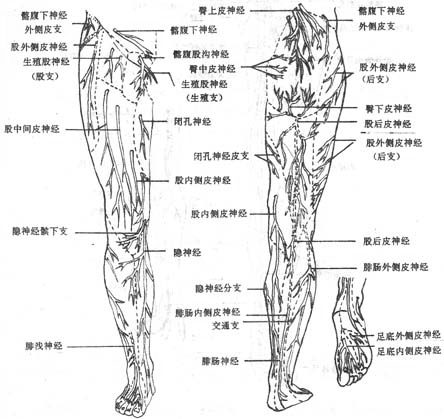 髂腹下神经
外侧皮支
股外侧皮神经
生殖股神经
(股支)
股中间皮神经
隐神经髌下支
腓浅神经
髂腹下神经
髂腹股沟神经
生殖股神经
(生殖支)
闭孔神经
股内侧皮神经
隐神经
臀上皮神经
臀中皮神经
闭孔神经皮支
股内侧皮神经
隐神经分支
腓肠内侧皮神经
交通支
腓肠神经
髂腹下神经
外侧皮支
股外侧皮神经
(后支)
臀下皮神经
股后皮神经
股外侧皮神经
(后支)
股后皮神经
腓肠外侧皮神经
足底外侧皮神经
足底内侧皮神经